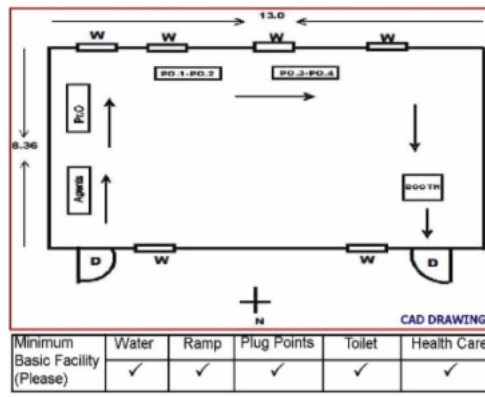 13.0
W W W W
PO.1-PO.2 PO.3-PO.4
Pr.O
8.36
Agents
BOOTH
D W W D
N
CAD DRAWING
Minimum Basic Facility (Please) Water Ramp Plug Points Toilet Health Care
✓ ✓ ✓ ✓ ✓